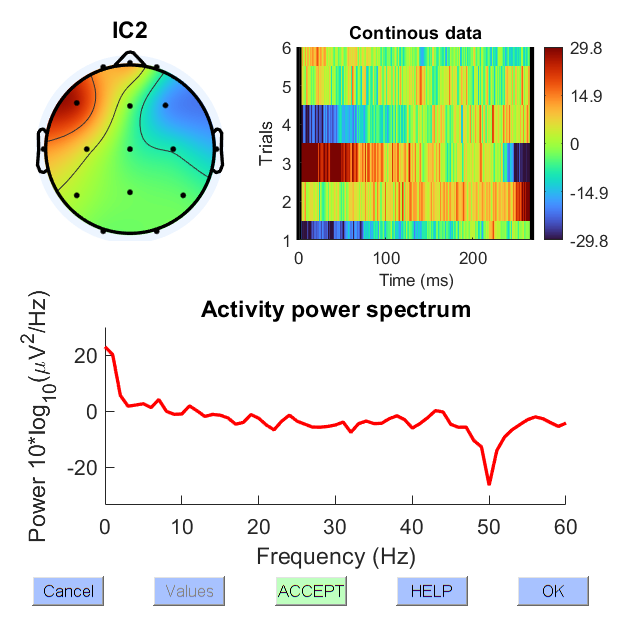 IC2
Continous data
Trials
6
5
4
3
2
1
0
100
200
Time (ms)
29.8
14.9
0
-14.9
-29.8
Activity power spectrum
Power 10*log10(μV2/Hz)
20
0
-20
0
10
20
30
40
50
60
Frequency (Hz)
Cancel
Values
ACCEPT
HELP
OK